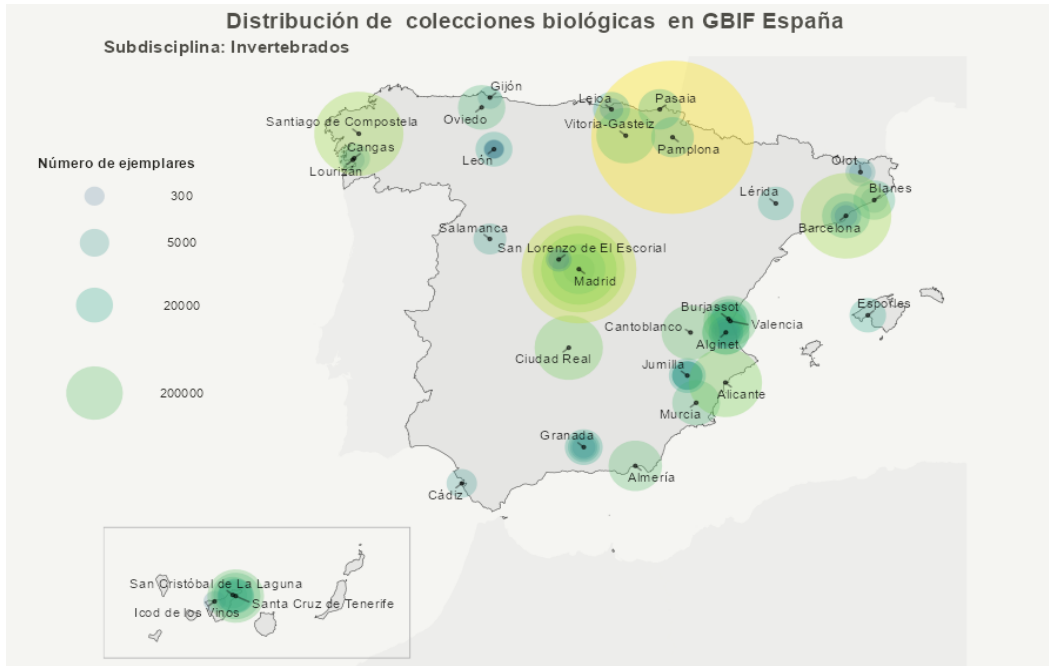 Distribución de colecciones biológicas en GBIF España
Subdisciplina: Invertebrados
Gijón
Oviedo
Lejoa
Pasaia
Santiago de Compostela
Vitoria-Gasteiz
Cangas
Pamplona
Número de ejemplares
León
Olot
Lourizán
300
Lérida
Blanes
Salamanca
Barcelona
5000
San Lorenzo de El Escorial
Madrid
20000
Burjassot
Esporles
Cantoblanco
Valencia
Alginet
Ciudad Real
Jumilla
200000
Alicante
Murcia
Granada
Almería
Cádiz
San Cristóbal de La Laguna
Santa Cruz de Tenerife
Icod de los Vinos